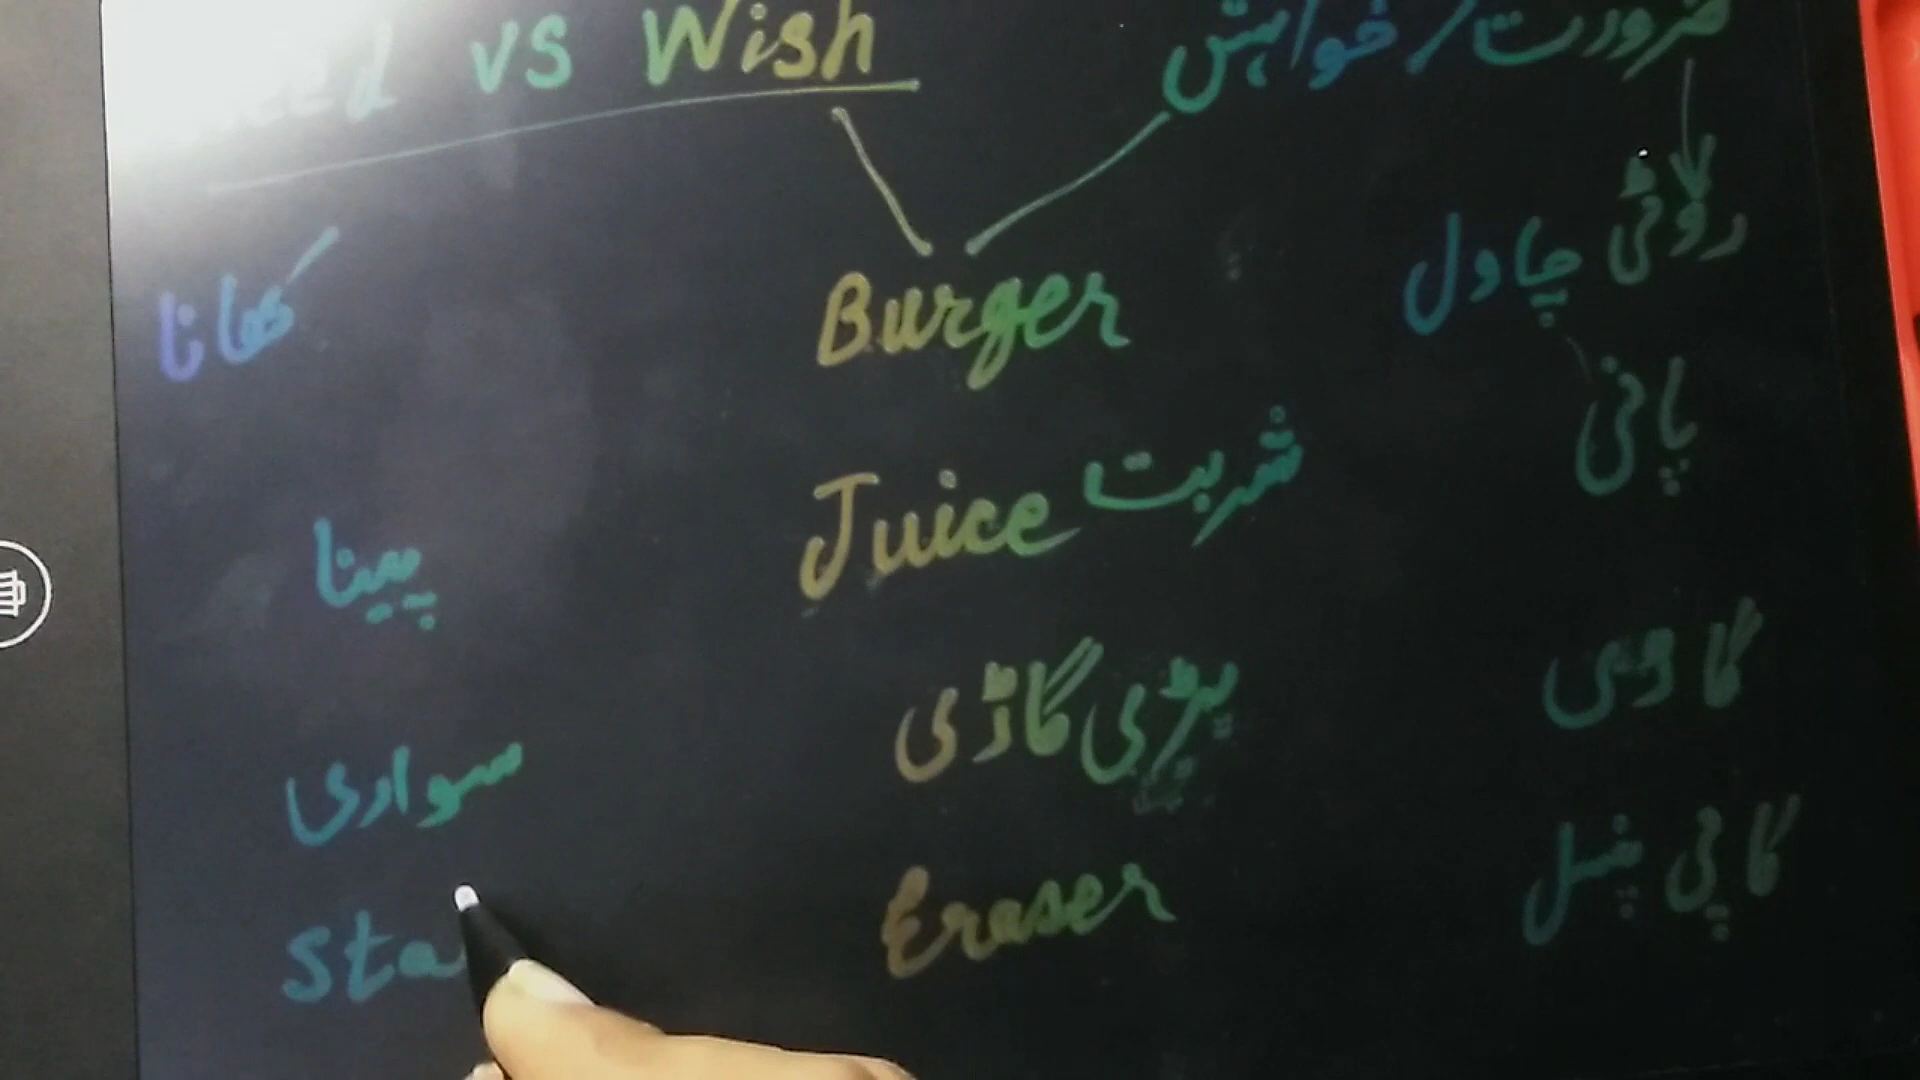 vs Wish ضرورت/خواہش
کھانا Burger روٹی چاول
پینا Juice شربت پانی
سواری بڑی گاڑی گاڑی
Eraser کاپی پنسل